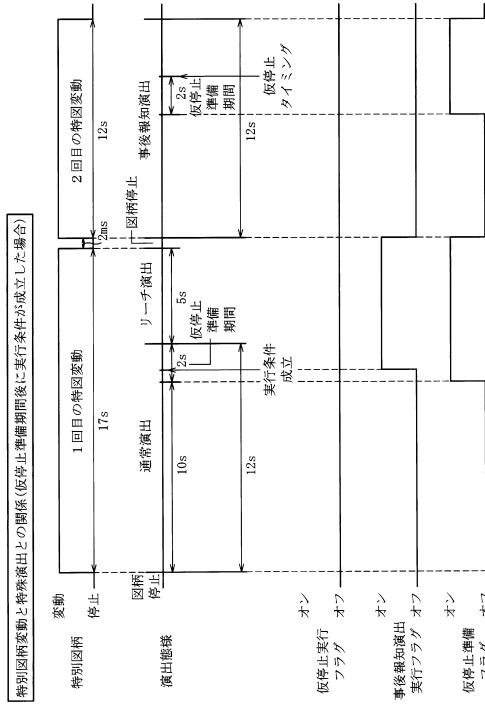 特別図柄変動と特殊演出との関係(仮停止準備期間後に実行条件が成立した場合)
特別図柄
変動
停止
1回目の特図変動
17s
2ms
2回目の特図変動
12s
演出態様
図柄
停止
通常演出
リーチ演出
図柄停止
事後報知演出
10s
2s
5s
仮停止
準備
期間
実行条件
成立
12s
2s
仮停止
準備
期間
仮停止
タイミング
12s
仮停止実行
フラグ
オン
オフ
事後報知演出
実行フラグ
オン
オフ
仮停止準備
オン